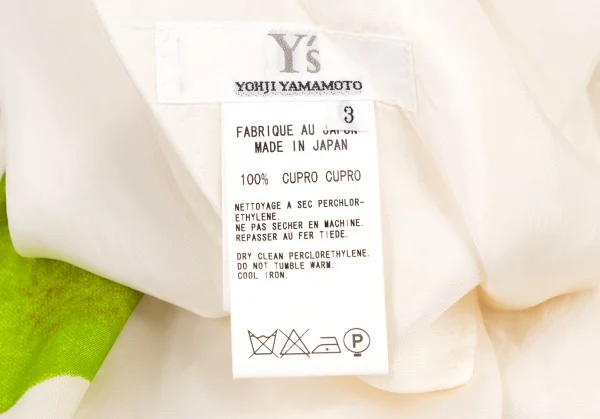 Y's
YOHJI YAMAMOTO
3
FABRIQUE AU JAPON
MADE IN JAPAN
100% CUPRO CUPRO
NETTOYAGE A SEC PERCHLOR-
ETHYLENE.
NE PAS SECHER EN MACHINE.
REPASSER AU FER TIEDE.
DRY CLEAN PERCLORETHYLENE.
DO NOT TUMBLE WARM.
COOL IRON.
P